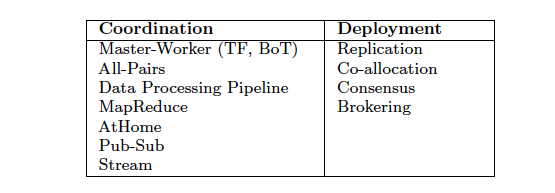 Coordination Deployment
Master-Worker (TF, BoT) Replication
All-Pairs Co-allocation
Data Processing Pipeline Consensus
MapReduce Brokering
AtHome
Pub-Sub
Stream